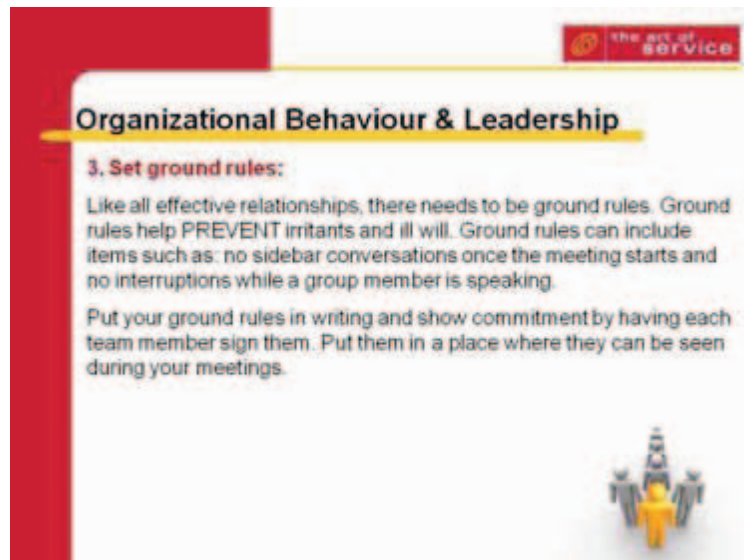 the art of
service
Organizational Behaviour & Leadership
3. Set ground rules:
Like all effective relationships, there needs to be ground rules. Ground
rules help PREVENT irritants and ill will. Ground rules can include
items such as: no sidebar conversations once the meeting starts and
no interruptions while a group member is speaking.
Put your ground rules in writing and show commitment by having each
team member sign them. Put them in a place where they can be seen
during your meetings.